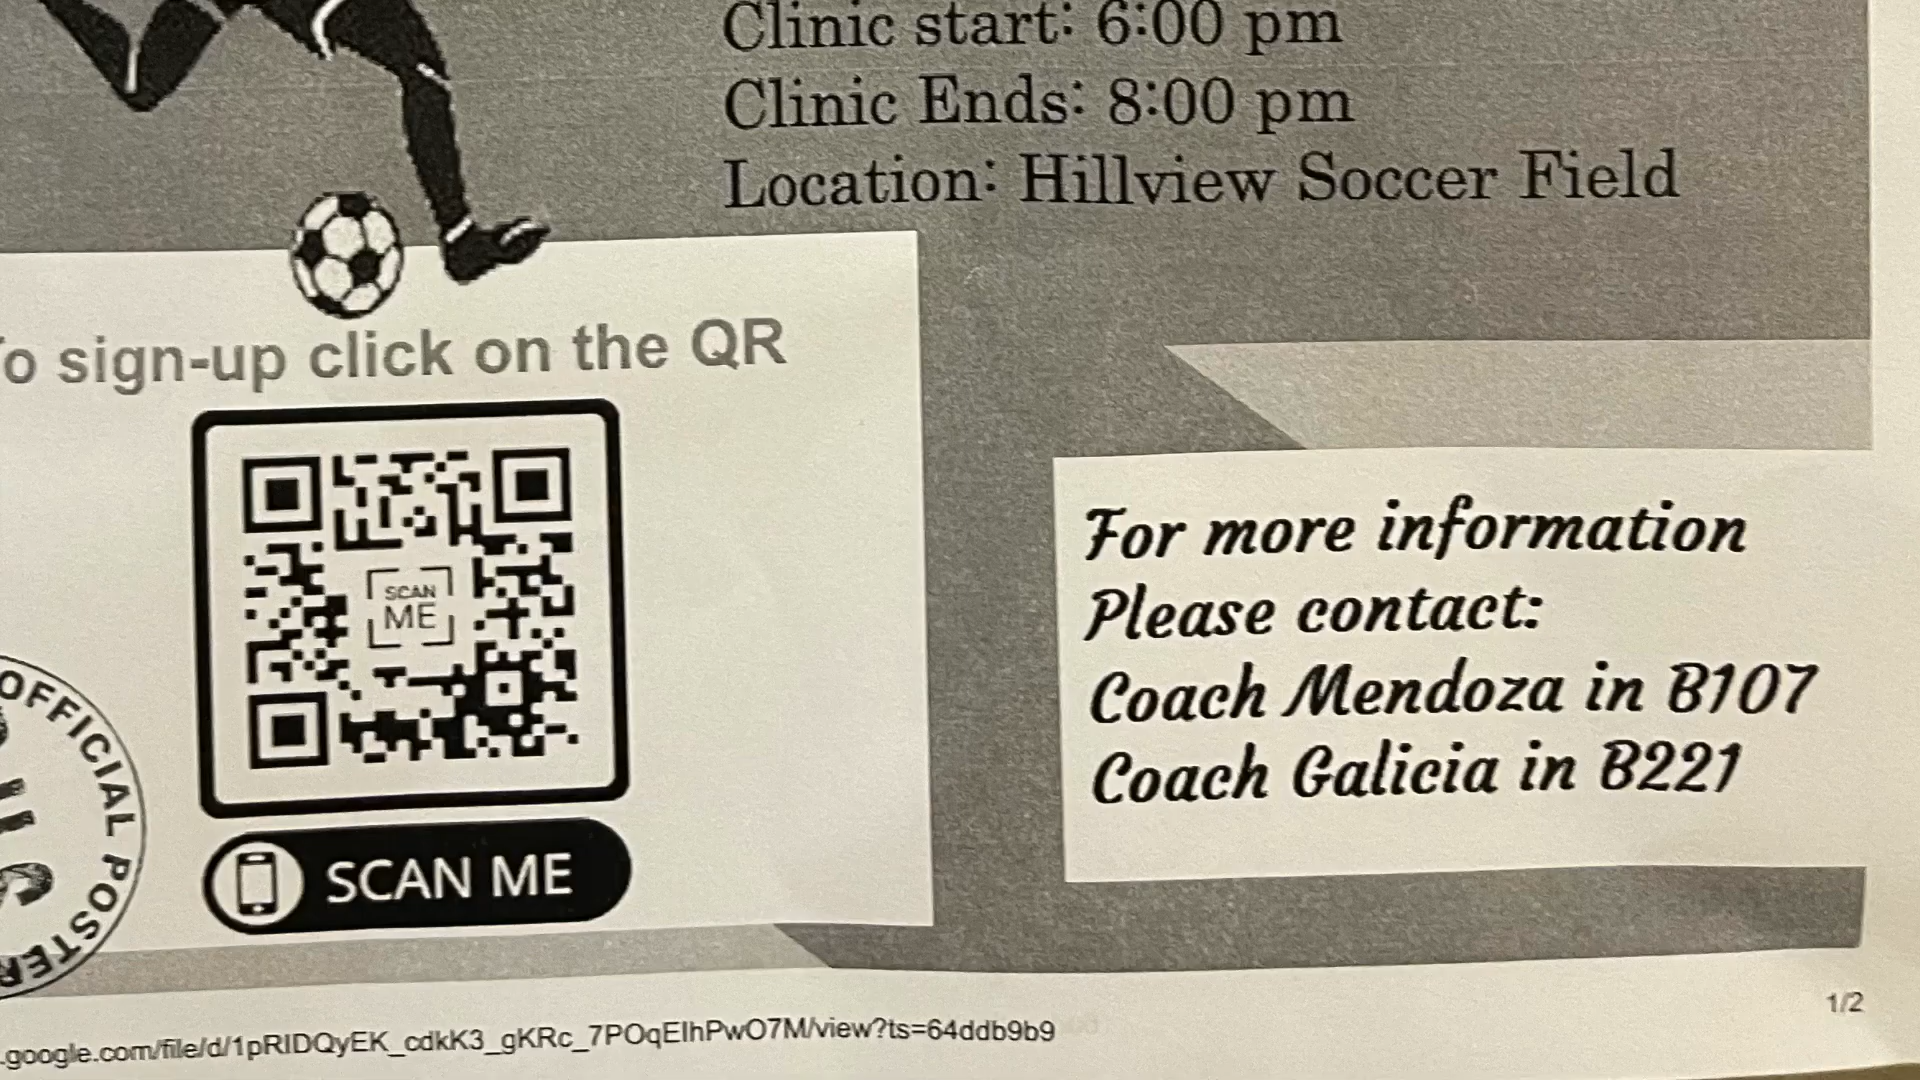 Clinic start: 6:00 pm
Clinic Ends: 8:00 pm
Location: Hillview Soccer Field
To sign-up click on the QR
SCAN
ME
SCAN ME
For more information
Please contact:
Coach Mendoza in B107
Coach Galicia in B221
OFFICIAL POSTER
.google.com/file/d/1pRIDQyEK_cdkK3_gKRc_7POqEIhPwO7M/view?ts=64ddb9b9
1/2